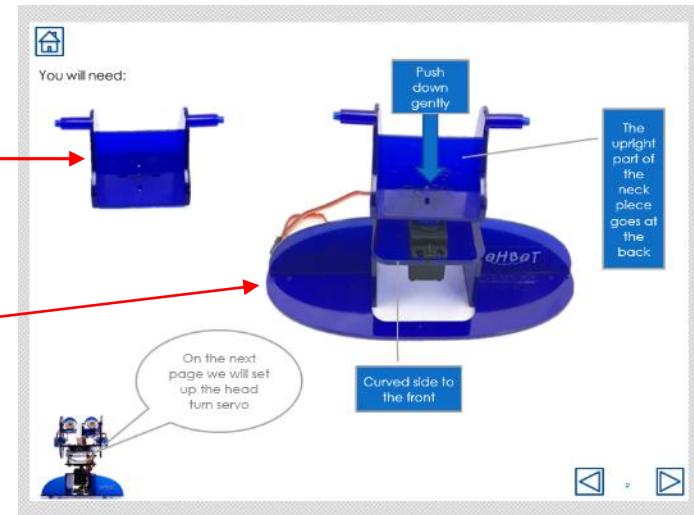 You will need:
Push
down
gently
The
upright
part of
the
neck
piece
goes at
the
back
On the next
page we will set
up the head
turn servo
Curved side to
the front